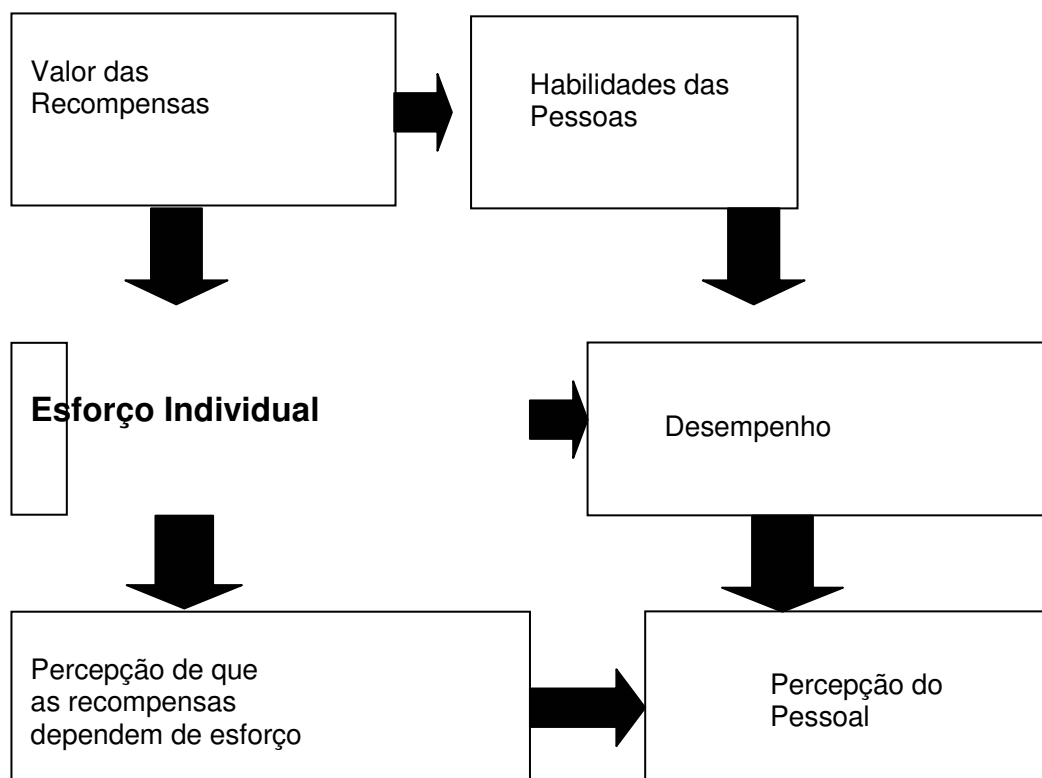 Valor das
Recompensas
Habilidades das
Pessoas
Esforço Individual
Desempenho
Percepção de que
as recompensas
dependem de esforço
Percepção do
Pessoal